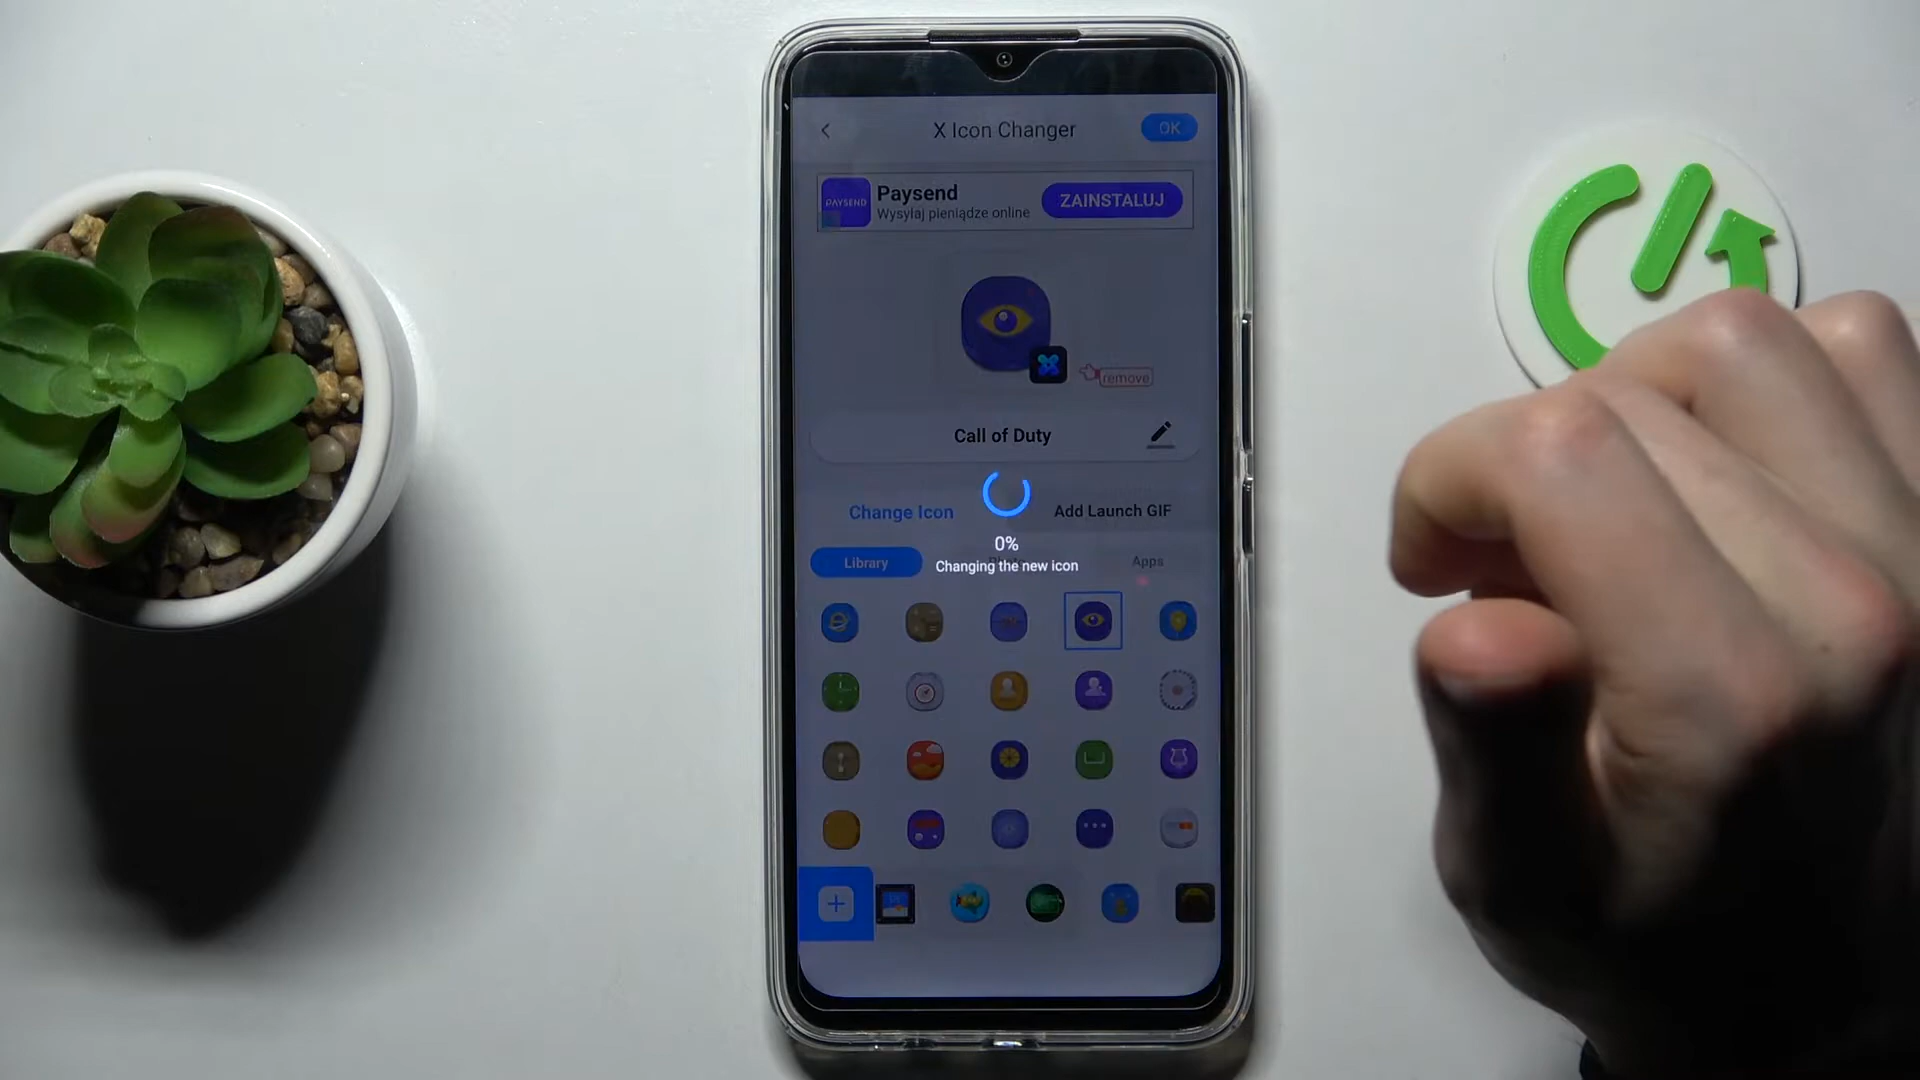 X Icon Changer
OK
PAYSEND
Paysend
Wysyłaj pieniądze online
ZAINSTALUJ
remove
Call of Duty
Change Icon
Add Launch GIF
0%
Library
Photo
Apps
Changing the new icon